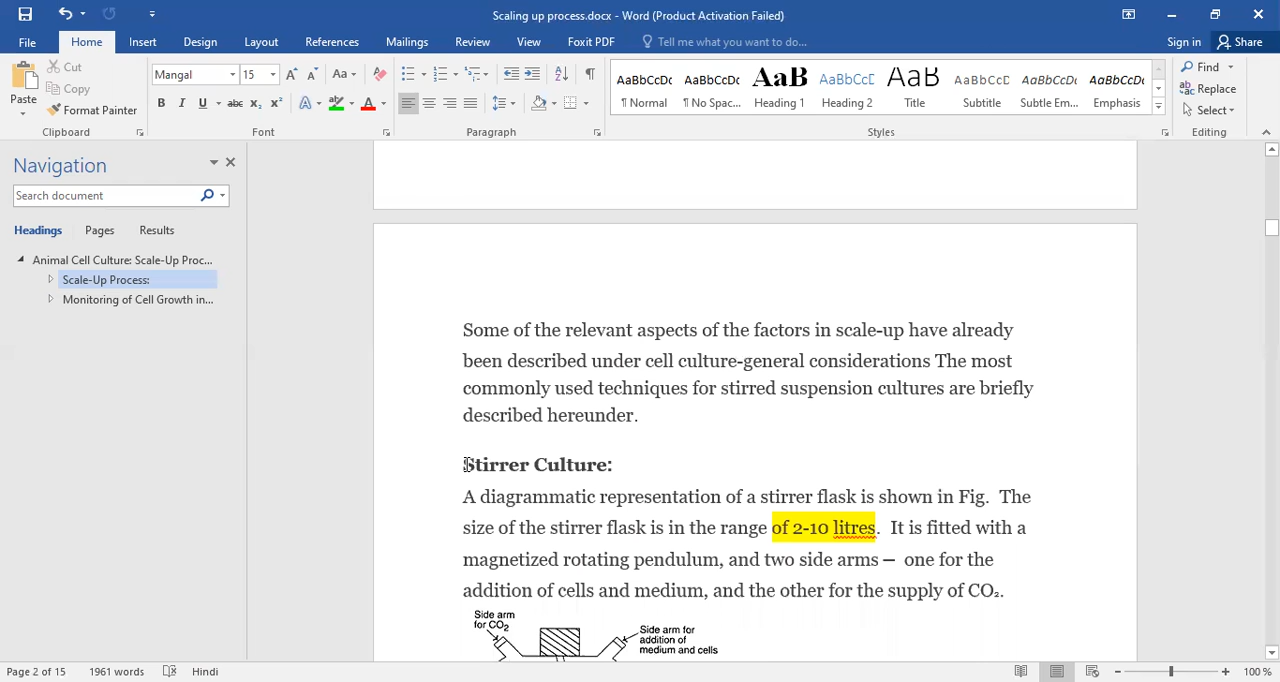 Scaling up process.docx - Word (Product Activation Failed)
File Home Insert Design Layout References Mailings Review View Foxit PDF Tell me what you want to do... Sign in Share
Cut
Copy
Format Painter
Paste
Clipboard
Mangal 15
Font
Paragraph
AaBbCcDc AaBbCcDc AaB AaBbCcE AaB AaBbCcDc AaBbCcDc AaBbCcDc
¶ Normal ¶ No Spac... Heading 1 Heading 2 Title Subtitle Subtle Em... Emphasis
Styles
Find
Replace
Select
Editing
Navigation
Search document
Headings Pages Results
Animal Cell Culture: Scale-Up Proc...
Scale-Up Process:
Monitoring of Cell Growth in...
Some of the relevant aspects of the factors in scale-up have already
been described under cell culture-general considerations The most
commonly used techniques for stirred suspension cultures are briefly
described hereunder.
Stirrer Culture:
A diagrammatic representation of a stirrer flask is shown in Fig. The
size of the stirrer flask is in the range of 2-10 litres. It is fitted with a
magnetized rotating pendulum, and two side arms — one for the
addition of cells and medium, and the other for the supply of CO₂.
Side arm
for CO₂
Side arm for
addition of
medium and cells
Page 2 of 15 1961 words Hindi 100 %